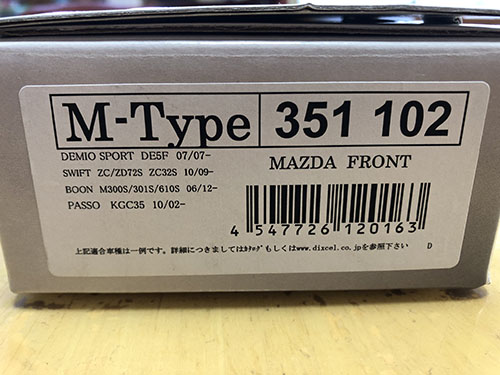 M-Type 351 102
DEMIO SPORT DE5F 07/07-
MAZDA FRONT
SWIFT ZC/ZD72S ZC32S 10/09-
BOON M300S/301S/610S 06/12-
PASSO KGC35 10/02-
4 547726 120163
上記適合車種は一例です。詳細につきましてはｶﾀﾛｸﾞもしくはwww.dixcel.co.jpを参照下さい D